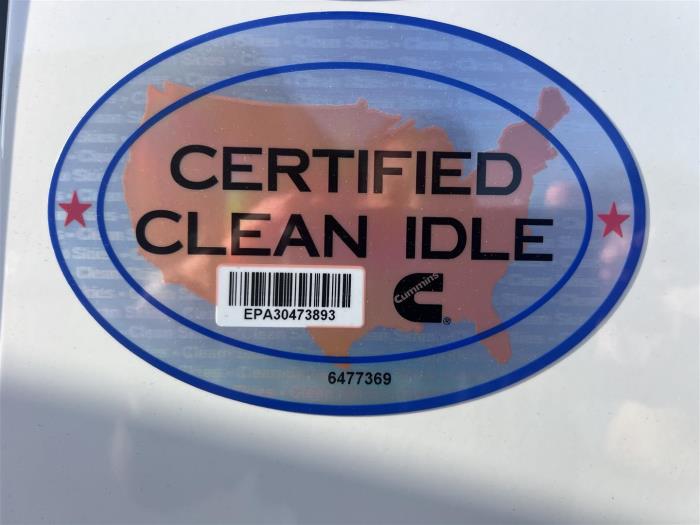 CERTIFIED
CLEAN IDLE
EPA30473893
Cummins
®
6477369